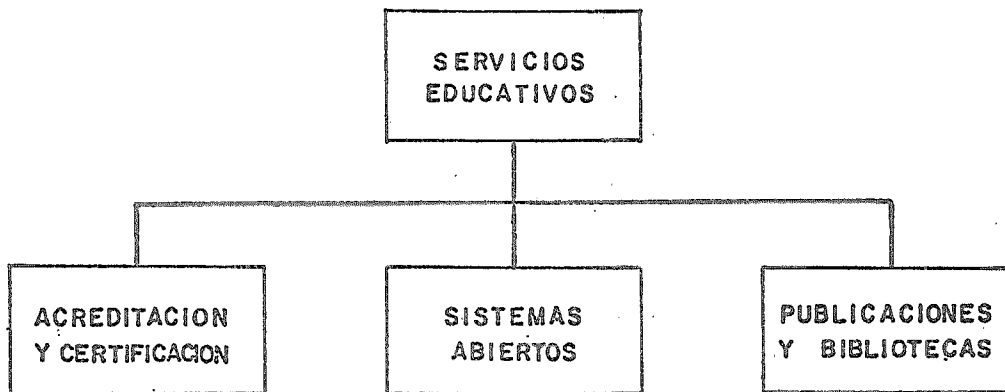 SERVICIOS
EDUCATIVOS
ACREDITACION
Y CERTIFICACION
SISTEMAS
ABIERTOS
PUBLICACIONES
Y BIBLIOTECAS